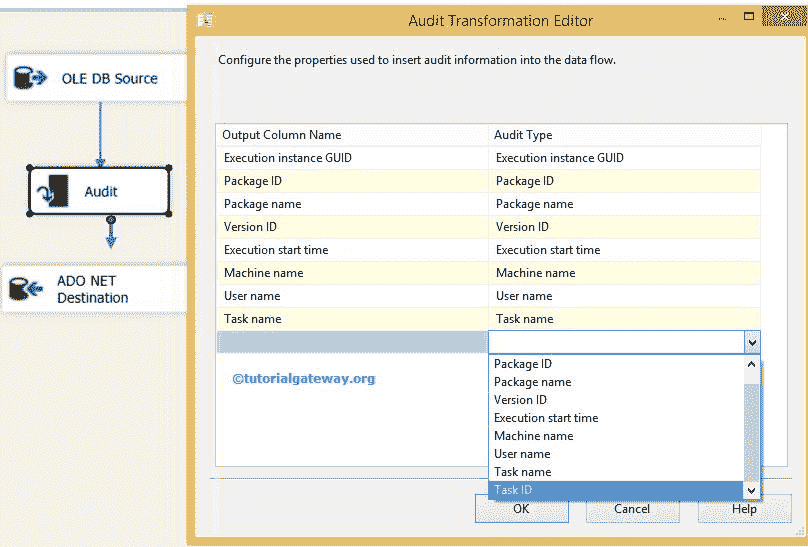 Audit Transformation Editor
OLE DB Source
Audit
ADO NET
Destination
Configure the properties used to insert audit information into the data flow.
Output Column Name Audit Type
Execution instance GUID Execution instance GUID
Package ID Package ID
Package name Package name
Version ID Version ID
Execution start time Execution start time
Machine name Machine name
User name User name
Task name Task name
©tutorialgateway.org
Package ID
Package name
Version ID
Execution start time
Machine name
User name
Task name
Task ID
OK Cancel Help